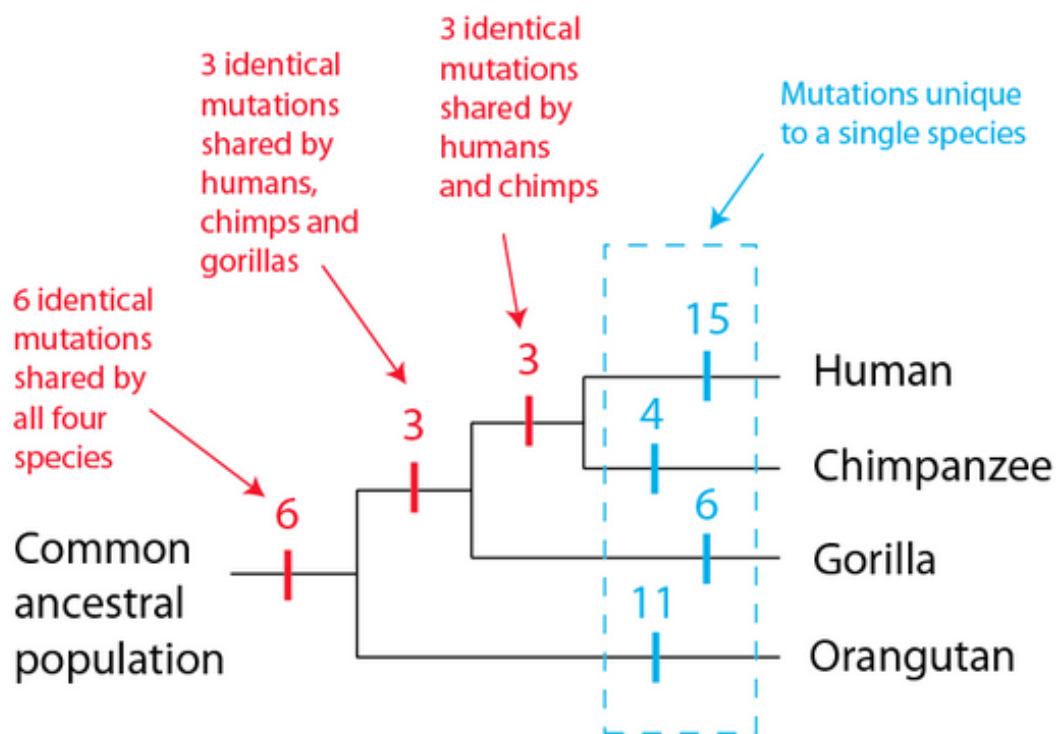 3 identical
mutations
shared by
humans
and chimps
3 identical
mutations
shared by
humans,
chimps and
gorillas
Mutations unique
to a single species
6 identical
mutations
shared by
all four
species
15
3
Human
4
3
Chimpanzee
6
6
Common
ancestral
population
Gorilla
11
Orangutan